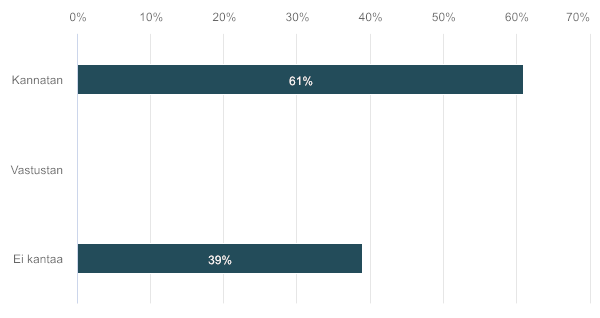 0% 10% 20% 30% 40% 50% 60% 70%
Kannatan 61%
Vastustan
Ei kantaa 39%